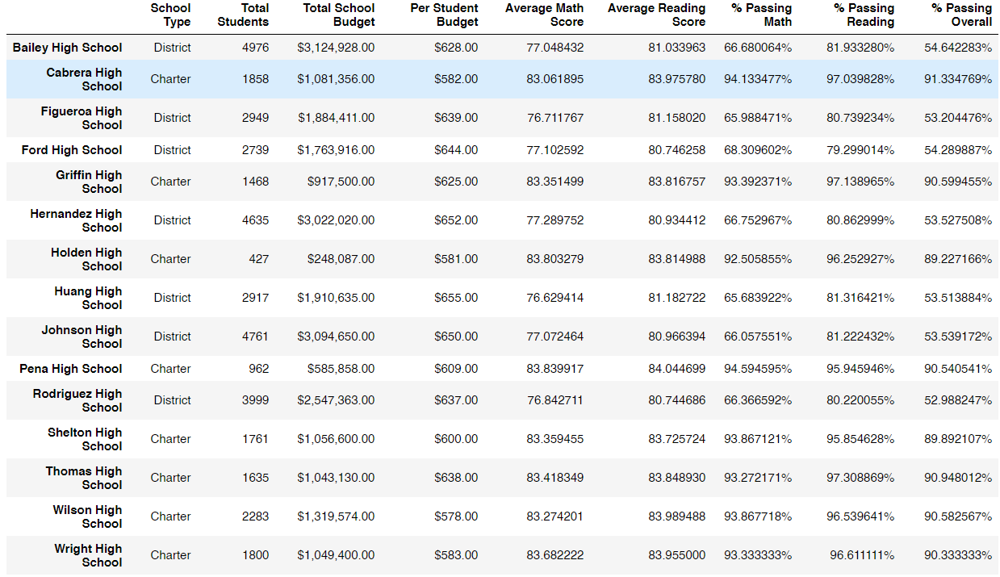 School Type Total Students Total School Budget Per Student Budget Average Math Score Average Reading Score % Passing Math % Passing Reading % Passing Overall
Bailey High School District 4976 $3,124,928.00 $628.00 77.048432 81.033963 66.680064% 81.933280% 54.642283%
Cabrera High School Charter 1858 $1,081,356.00 $582.00 83.061895 83.975780 94.133477% 97.039828% 91.334769%
Figueroa High School District 2949 $1,884,411.00 $639.00 76.711767 81.158020 65.988471% 80.739234% 53.204476%
Ford High School District 2739 $1,763,916.00 $644.00 77.102592 80.746258 68.309602% 79.299014% 54.289887%
Griffin High School Charter 1468 $917,500.00 $625.00 83.351499 83.816757 93.392371% 97.138965% 90.599455%
Hernandez High School District 4635 $3,022,020.00 $652.00 77.289752 80.934412 66.752967% 80.862999% 53.527508%
Holden High School Charter 427 $248,087.00 $581.00 83.803279 83.814988 92.505855% 96.252927% 89.227166%
Huang High School District 2917 $1,910,635.00 $655.00 76.629414 81.182722 65.683922% 81.316421% 53.513884%
Johnson High School District 4761 $3,094,650.00 $650.00 77.072464 80.966394 66.057551% 81.222432% 53.539172%
Pena High School Charter 962 $585,858.00 $609.00 83.839917 84.044699 94.594595% 95.945946% 90.540541%
Rodriguez High School District 3999 $2,547,363.00 $637.00 76.842711 80.744686 66.366592% 80.220055% 52.988247%
Shelton High School Charter 1761 $1,056,600.00 $600.00 83.359455 83.725724 93.867121% 95.854628% 89.892107%
Thomas High School Charter 1635 $1,043,130.00 $638.00 83.418349 83.848930 93.272171% 97.308869% 90.948012%
Wilson High School Charter 2283 $1,319,574.00 $578.00 83.274201 83.989488 93.867718% 96.539641% 90.582567%
Wright High School Charter 1800 $1,049,400.00 $583.00 83.682222 83.955000 93.333333% 96.611111% 90.333333%